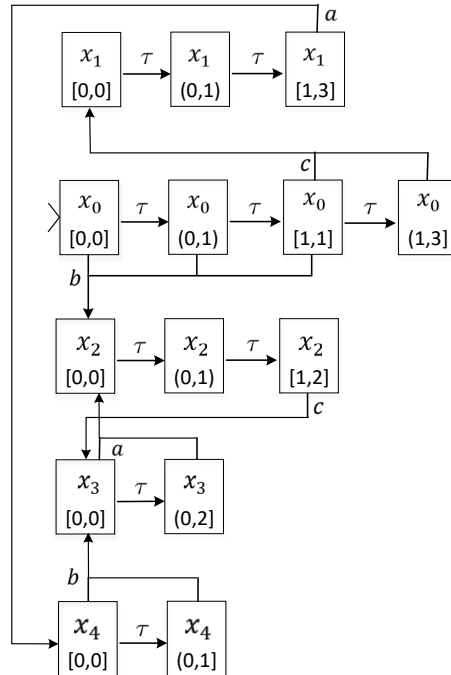 a
x₁ τ x₁ τ x₁
[0,0] (0,1) [1,3]
c
x₀ τ x₀ τ x₀ τ x₀
[0,0] (0,1) [1,1] (1,3]
b
x₂ τ x₂ τ x₂
[0,0] (0,1) [1,2]
c
a
x₃ τ x₃
[0,0] (0,2]
b
x₄ τ x₄
[0,0] (0,1]